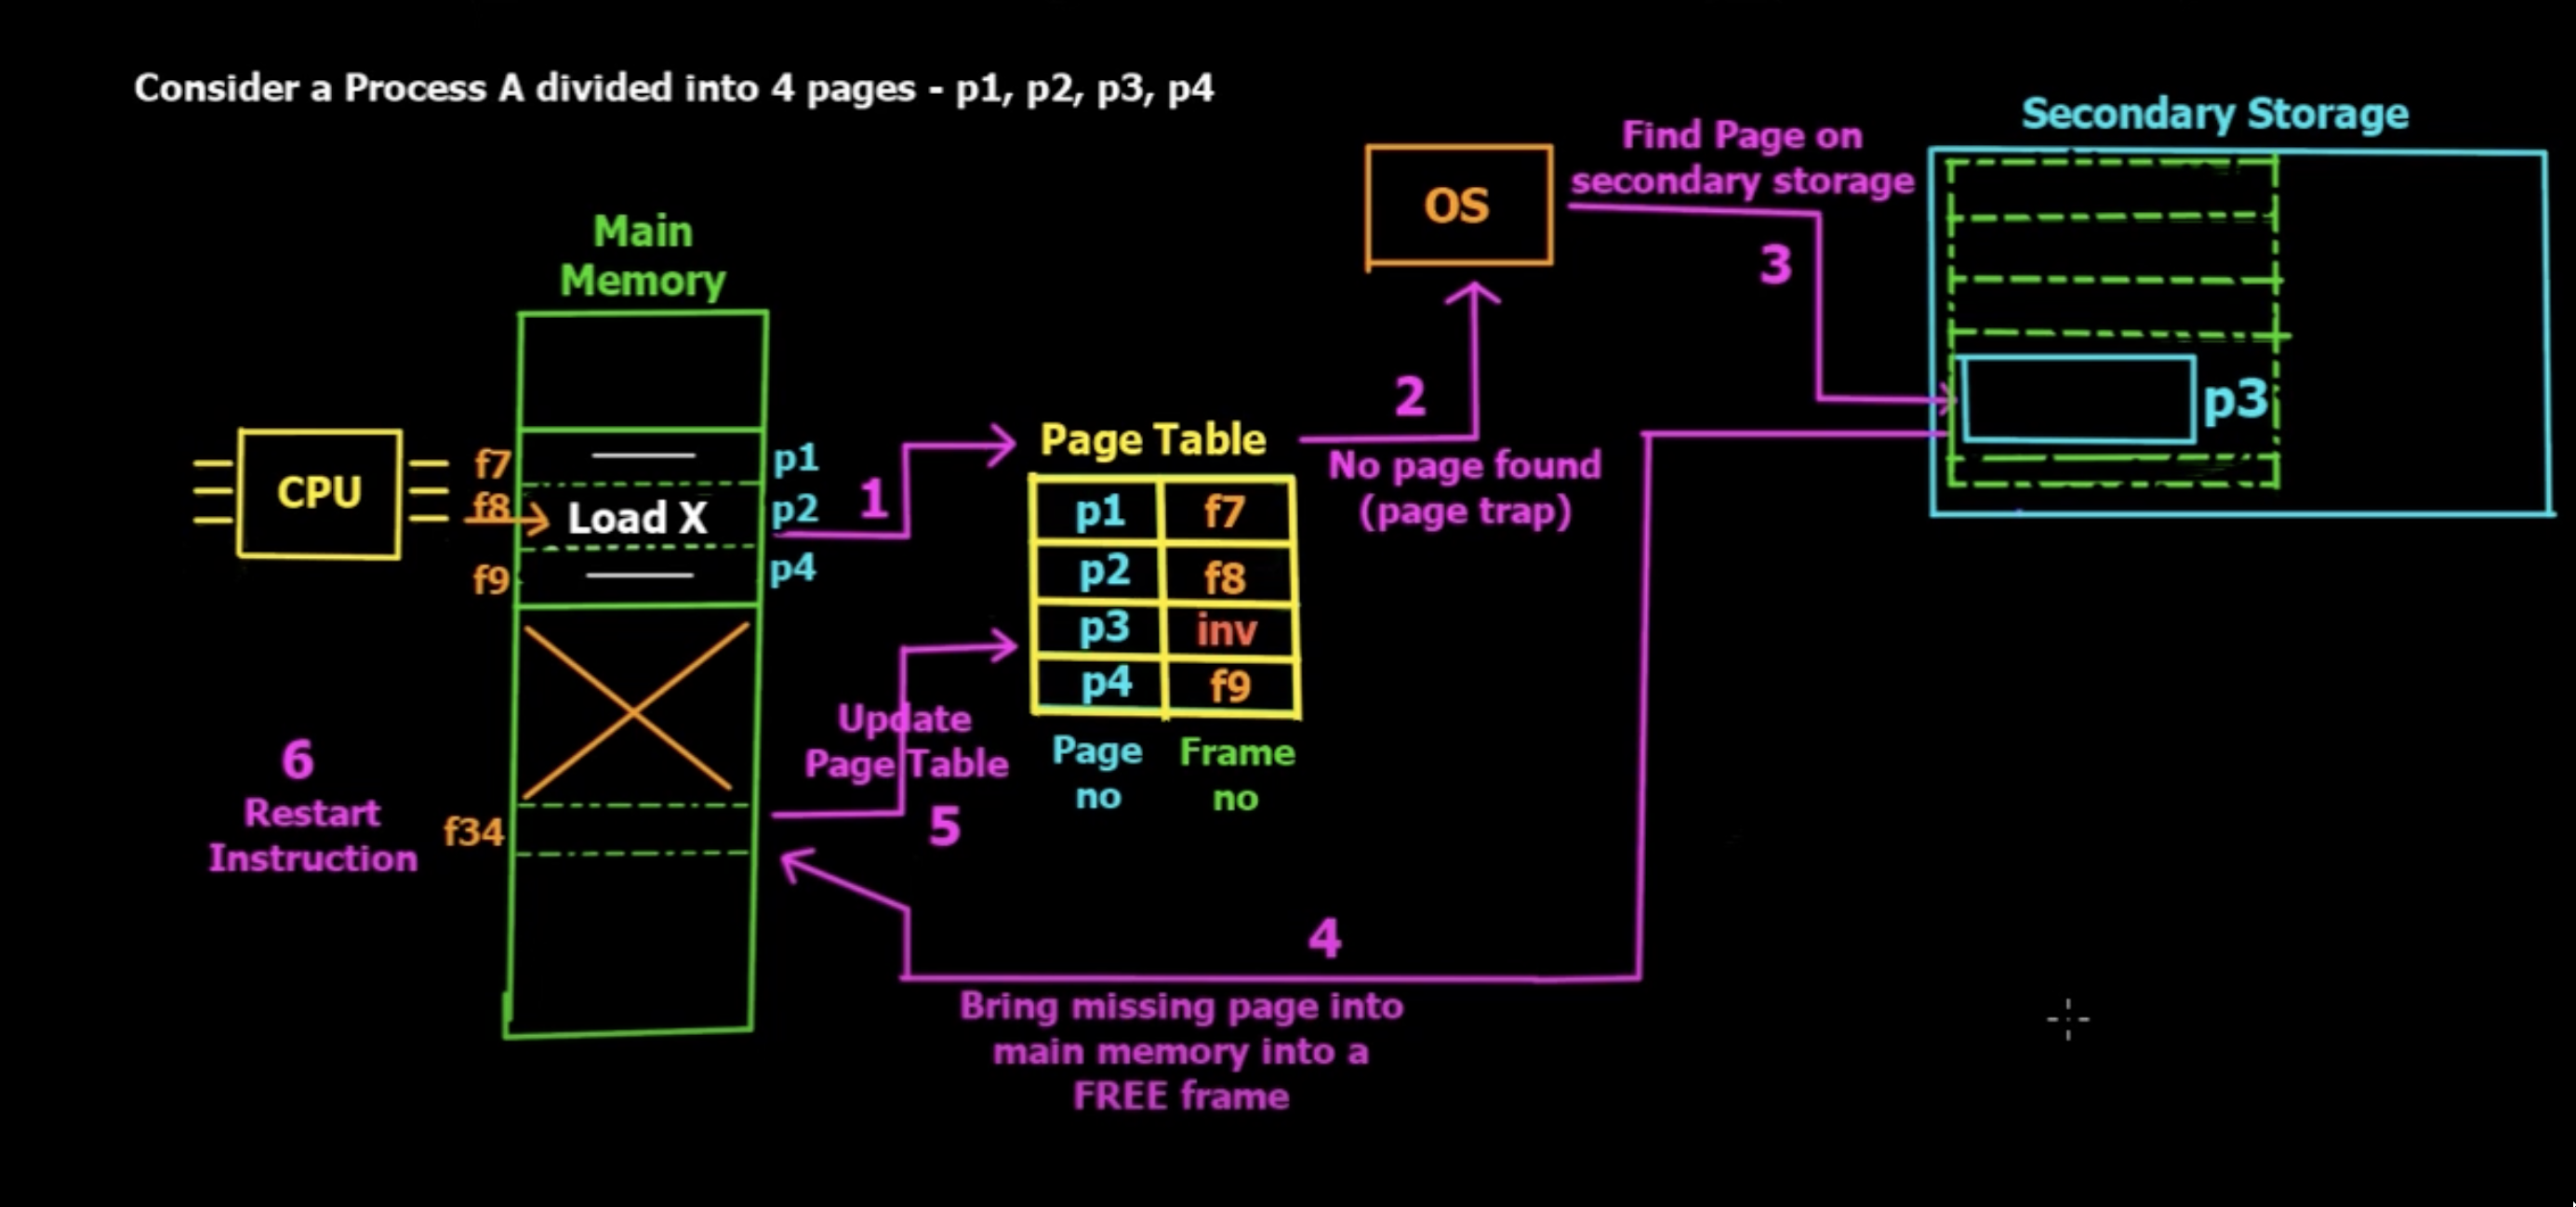 Consider a Process A divided into 4 pages - p1, p2, p3, p4
Secondary Storage
Find Page on
secondary storage
OS
3
Main
Memory
p3
2
Page Table
No page found
(page trap)
CPU
f7
p1
1
f8
Load X
p2
f9
p4
p1 f7
p2 f8
p3 inv
p4 f9
Page
no
Frame
no
Update
Page Table
5
6
Restart
Instruction
f34
4
Bring missing page into
main memory into a
FREE frame